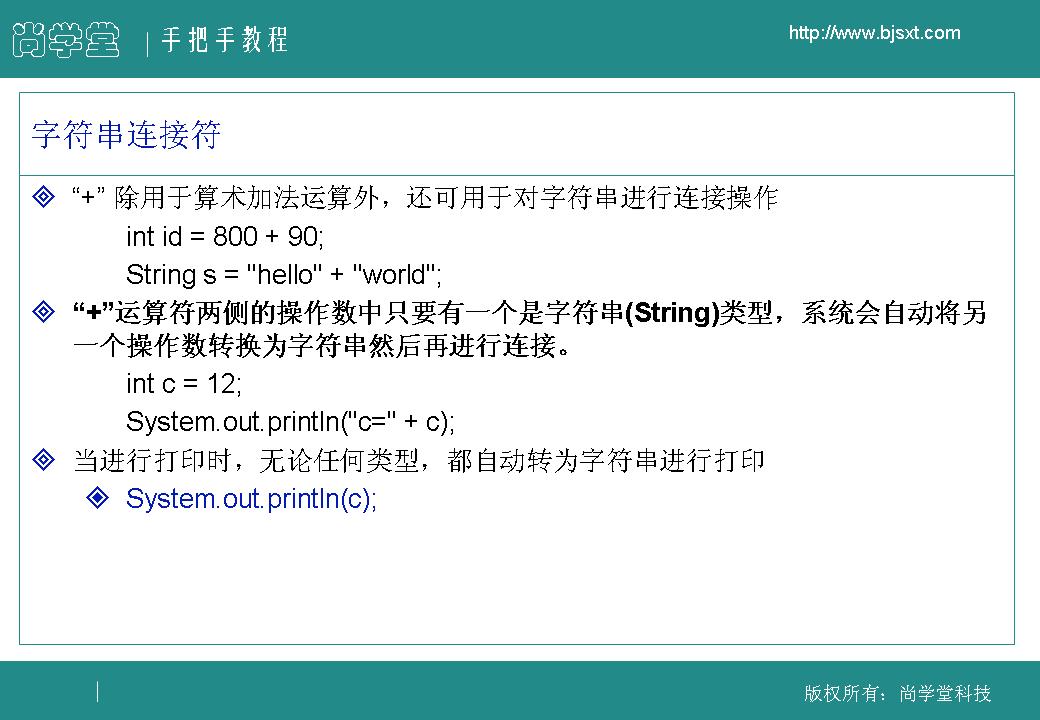 尚学堂 | 手把手教程
http://www.bjsxt.com
字符串连接符
“+” 除用于算术加法运算外，还可用于对字符串进行连接操作
int id = 800 + 90;
String s = "hello" + "world";
“+”运算符两侧的操作数中只要有一个是字符串(String)类型，系统会自动将另
一个操作数转换为字符串然后再进行连接。
int c = 12;
System.out.println("c=" + c);
当进行打印时，无论任何类型，都自动转为字符串进行打印
System.out.println(c);
版权所有：尚学堂科技